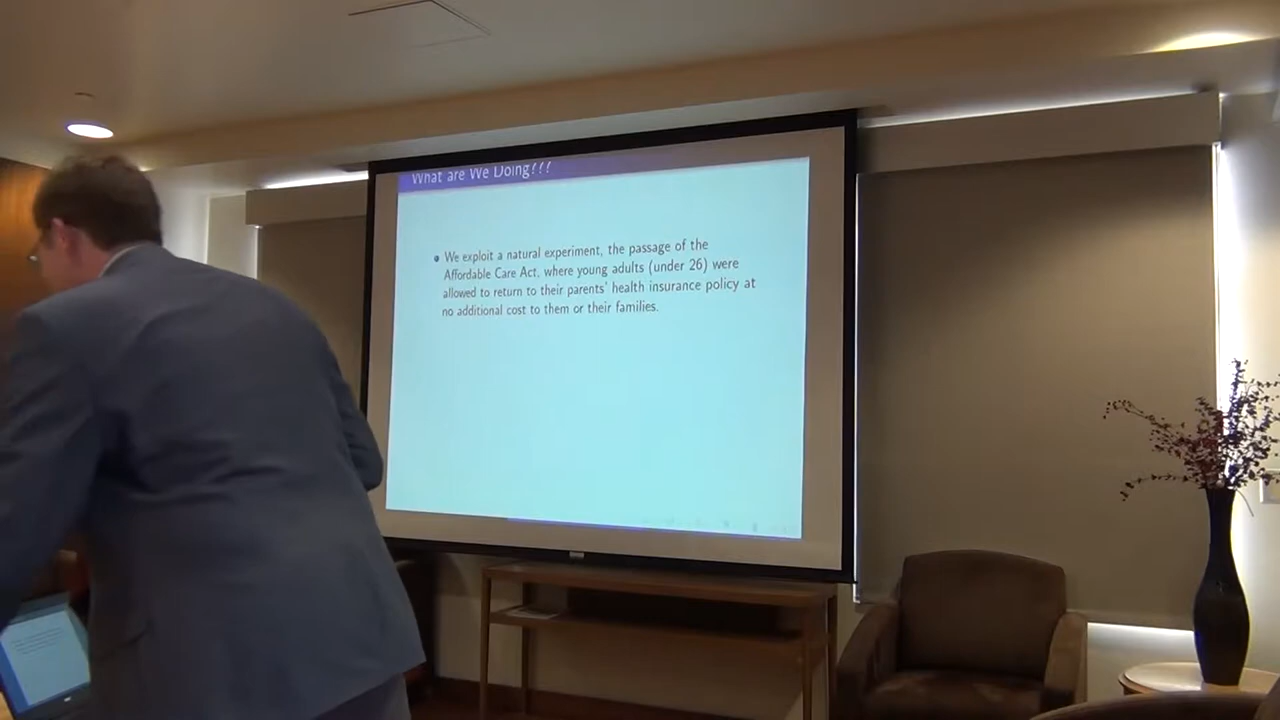 What are We Doing???
We exploit a natural experiment, the passage of the
Affordable Care Act, where young adults (under 26) were
allowed to return to their parents' health insurance policy at
no additional cost to them or their families.